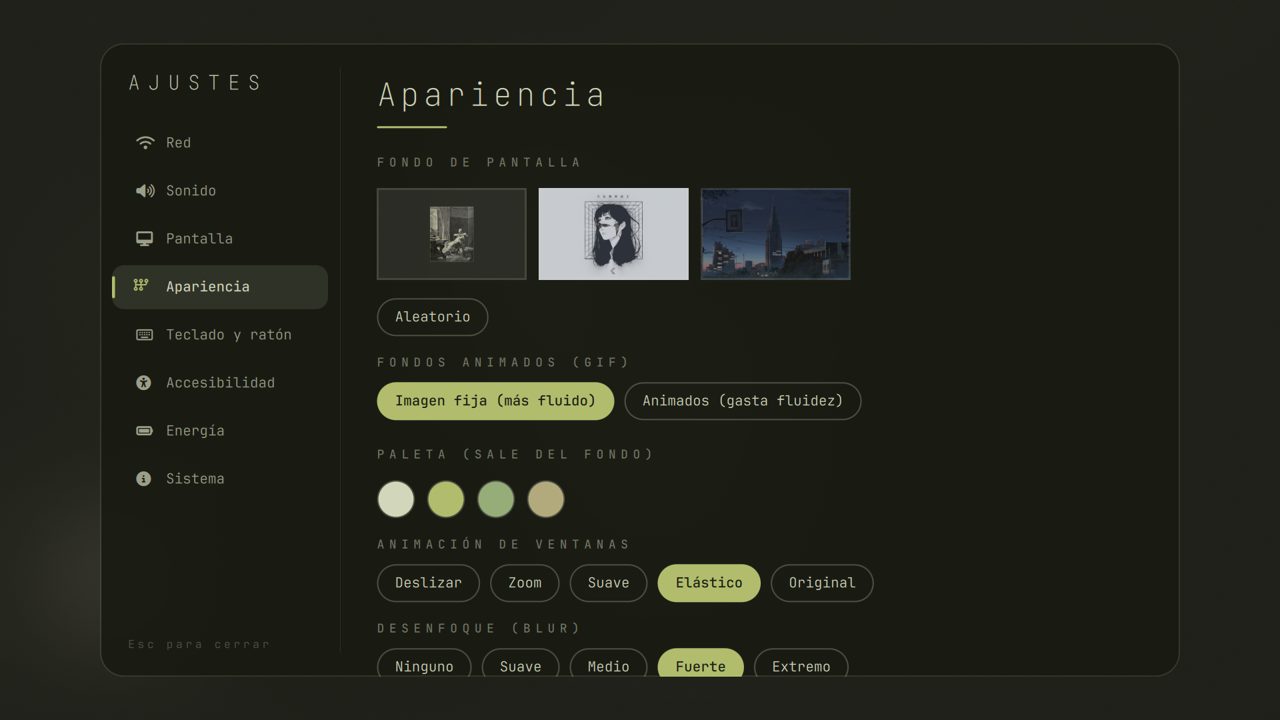 AJUSTES
Red
Sonido
Pantalla
Apariencia
Teclado y ratón
Accesibilidad
Energía
Sistema
Esc para cerrar
Apariencia
FONDO DE PANTALLA
Aleatorio
FONDOS ANIMADOS (GIF)
Imagen fija (más fluido)
Animados (gasta fluidez)
PALETA (SALE DEL FONDO)
ANIMACIÓN DE VENTANAS
Deslizar
Zoom
Suave
Elástico
Original
DESENFOQUE (BLUR)
Ninguno
Suave
Medio
Fuerte
Extremo